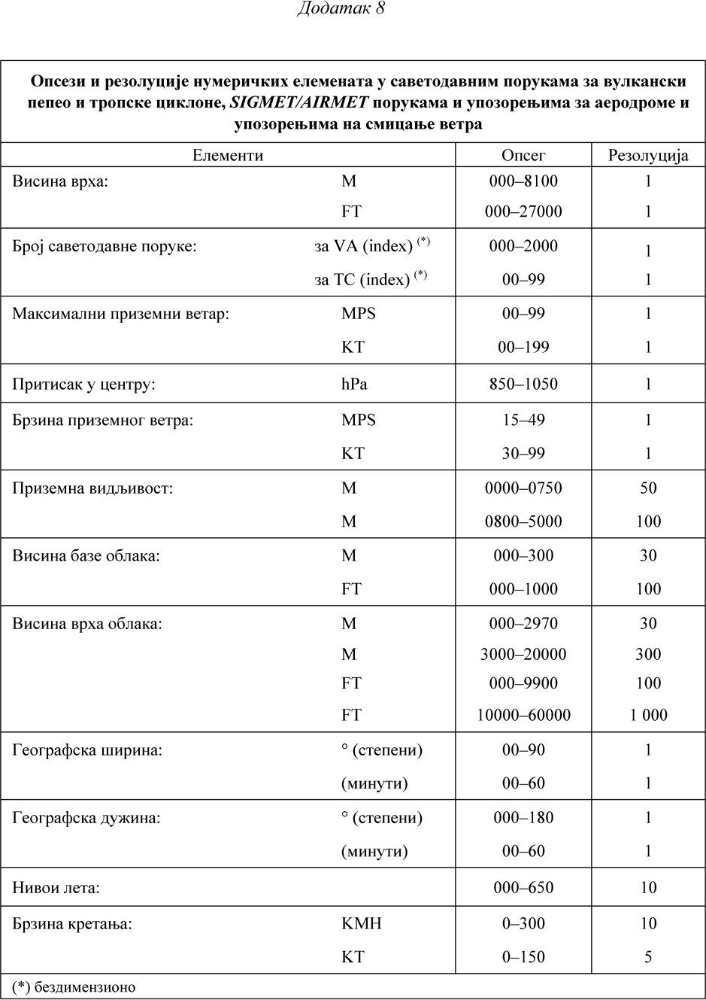 Додатак 8
Опсези и резолуције нумеричких елемената у саветодавним порукама за вулкански
пепео и тропске циклоне, SIGMET/AIRMET порукама и упозорењима за аеродроме и
упозорењима на смицање ветра
Елементи Опсег Резолуција
Висина врха: M 000–8100 1
FT 000–27000 1
Број саветодавне поруке: за VA (index) (*) 000–2000 1
за TC (index) (*) 00–99 1
Максимални приземни ветар: MPS 00–99 1
KT 00–199 1
Притисак у центру: hPa 850–1050 1
Брзина приземног ветра: MPS 15–49 1
KT 30–99 1
Приземна видљивост: M 0000–0750 50
M 0800–5000 100
Висина базе облака: M 000–300 30
FT 000–1000 100
Висина врха облака: M 000–2970 30
M 3000–20000 300
FT 000–9900 100
FT 10000–60000 1 000
Географска ширина: ° (степени) 00–90 1
(минути) 00–60 1
Географска дужина: ° (степени) 000–180 1
(минути) 00–60 1
Нивои лета: 000–650 10
Брзина кретања: KMH 0–300 10
KT 0–150 5
(*) бездимензионо